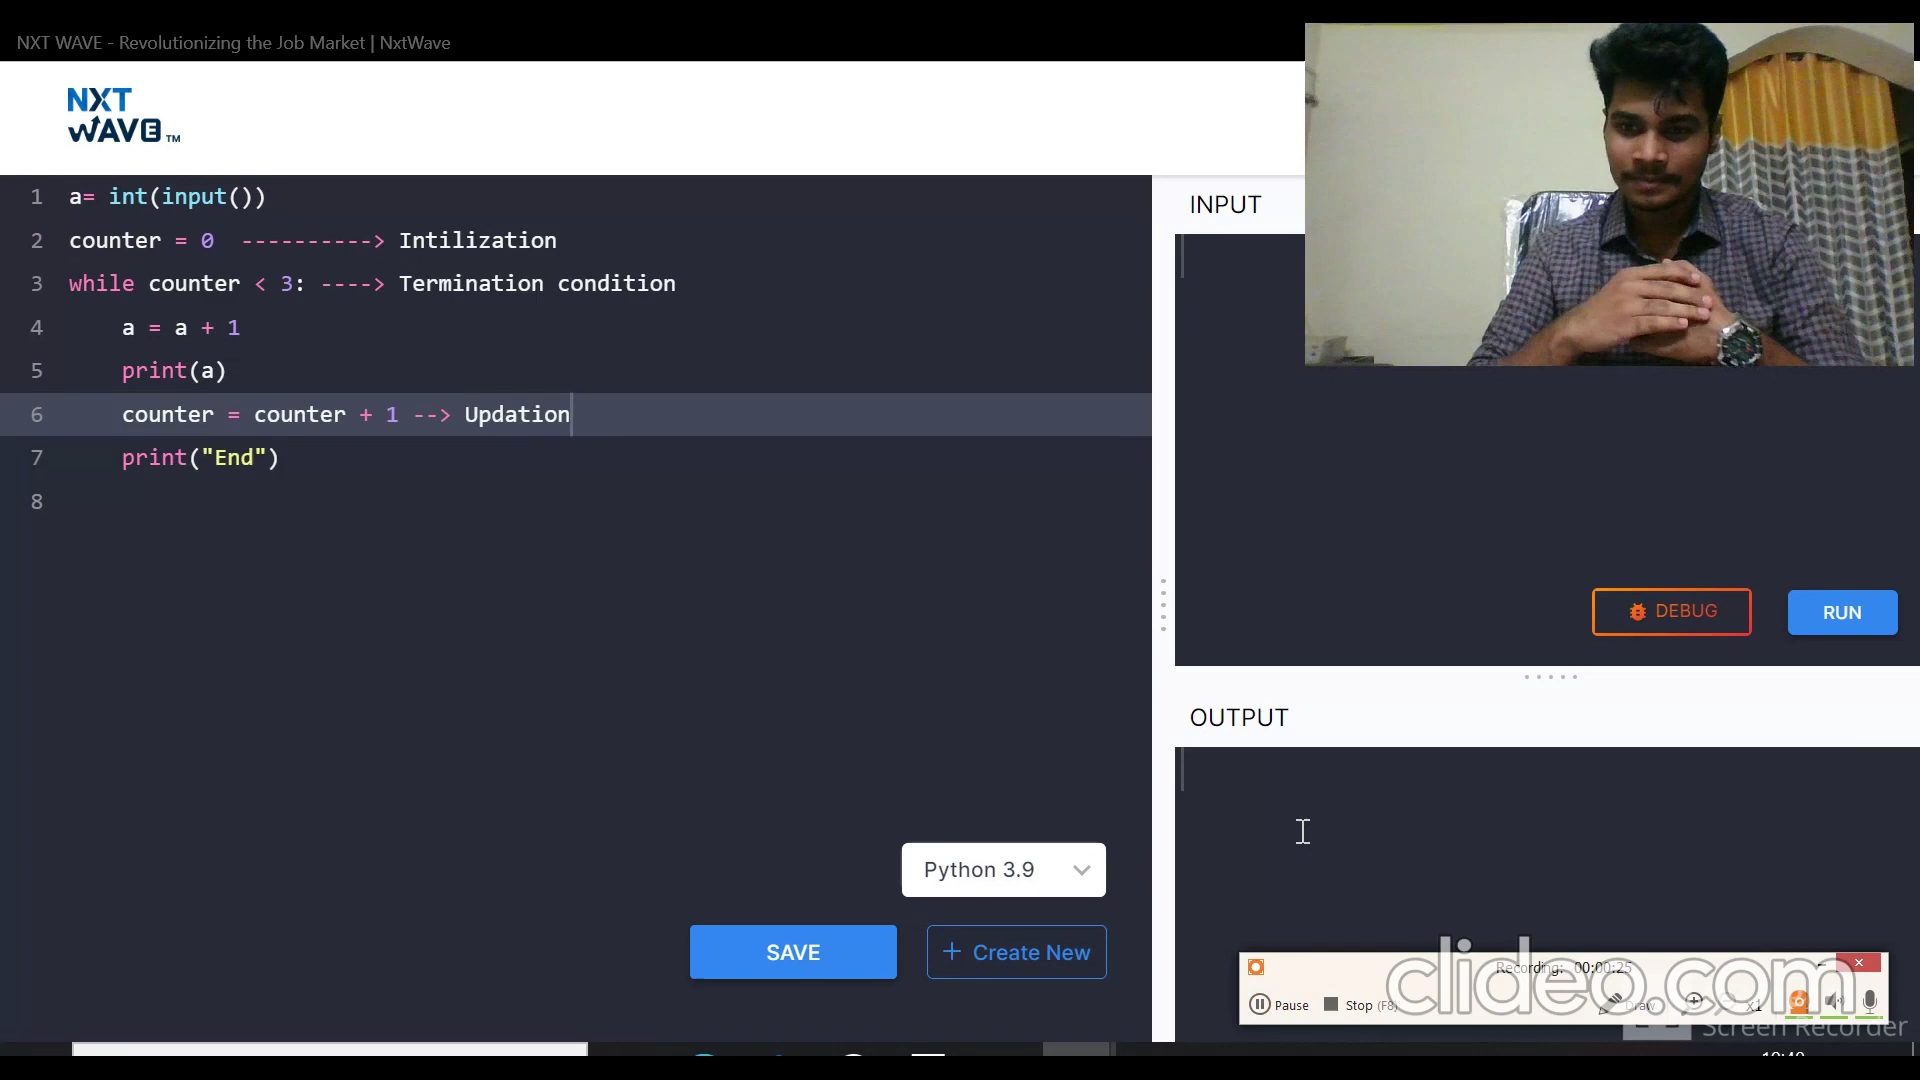 NXT WAVE - Revolutionizing the Job Market | NxtWave
NXT
WAVE TM
1 a= int(input())
2 counter = 0 ----------> Intilization
3 while counter < 3: ----> Termination condition
4 a = a + 1
5 print(a)
6 counter = counter + 1 --> Updation
7 print("End")
8
INPUT
DEBUG
RUN
OUTPUT
Python 3.9
SAVE
+ Create New
Recording: 00:00:25
Pause
Stop (F8)
Draw
x1
clideo.com
Screen Recorder